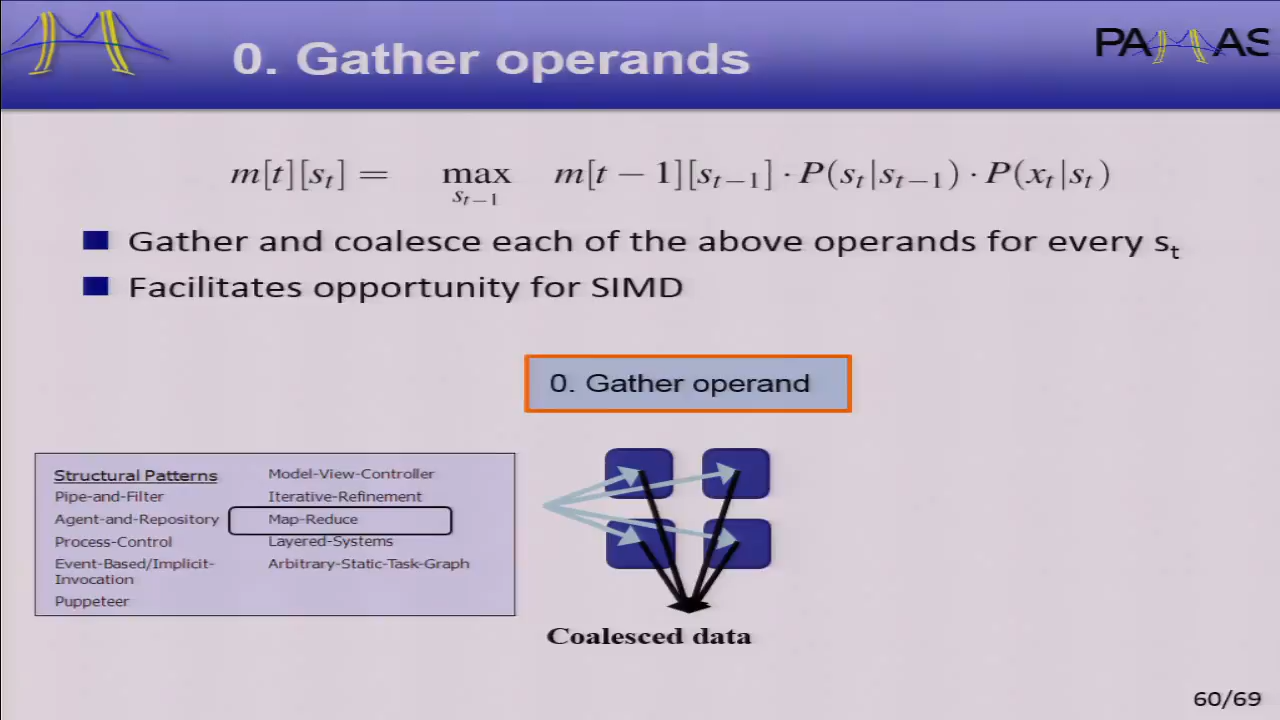 0. Gather operands
PAMAS
m[t][s_t] = max_{s_{t-1}} m[t − 1][s_{t−1}] · P(s_t|s_{t−1}) · P(x_t|s_t)
Gather and coalesce each of the above operands for every s_t
Facilitates opportunity for SIMD
0. Gather operand
Structural Patterns
Pipe-and-Filter
Agent-and-Repository
Process-Control
Event-Based/Implicit-
Invocation
Puppeteer
Model-View-Controller
Iterative-Refinement
Map-Reduce
Layered-Systems
Arbitrary-Static-Task-Graph
Coalesced data
60/69